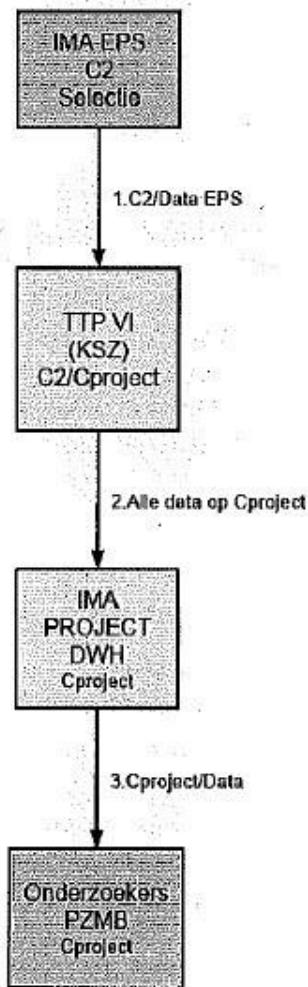 IMA EPS
C2
Selectie
1.C2/Data EPS
TTP VI
(KSZ)
C2/Cproject
2.Alle data op Cproject
IMA
PROJECT
DWH
Cproject
3.Cproject/Data
Onderzoekers
PZMB
Cproject